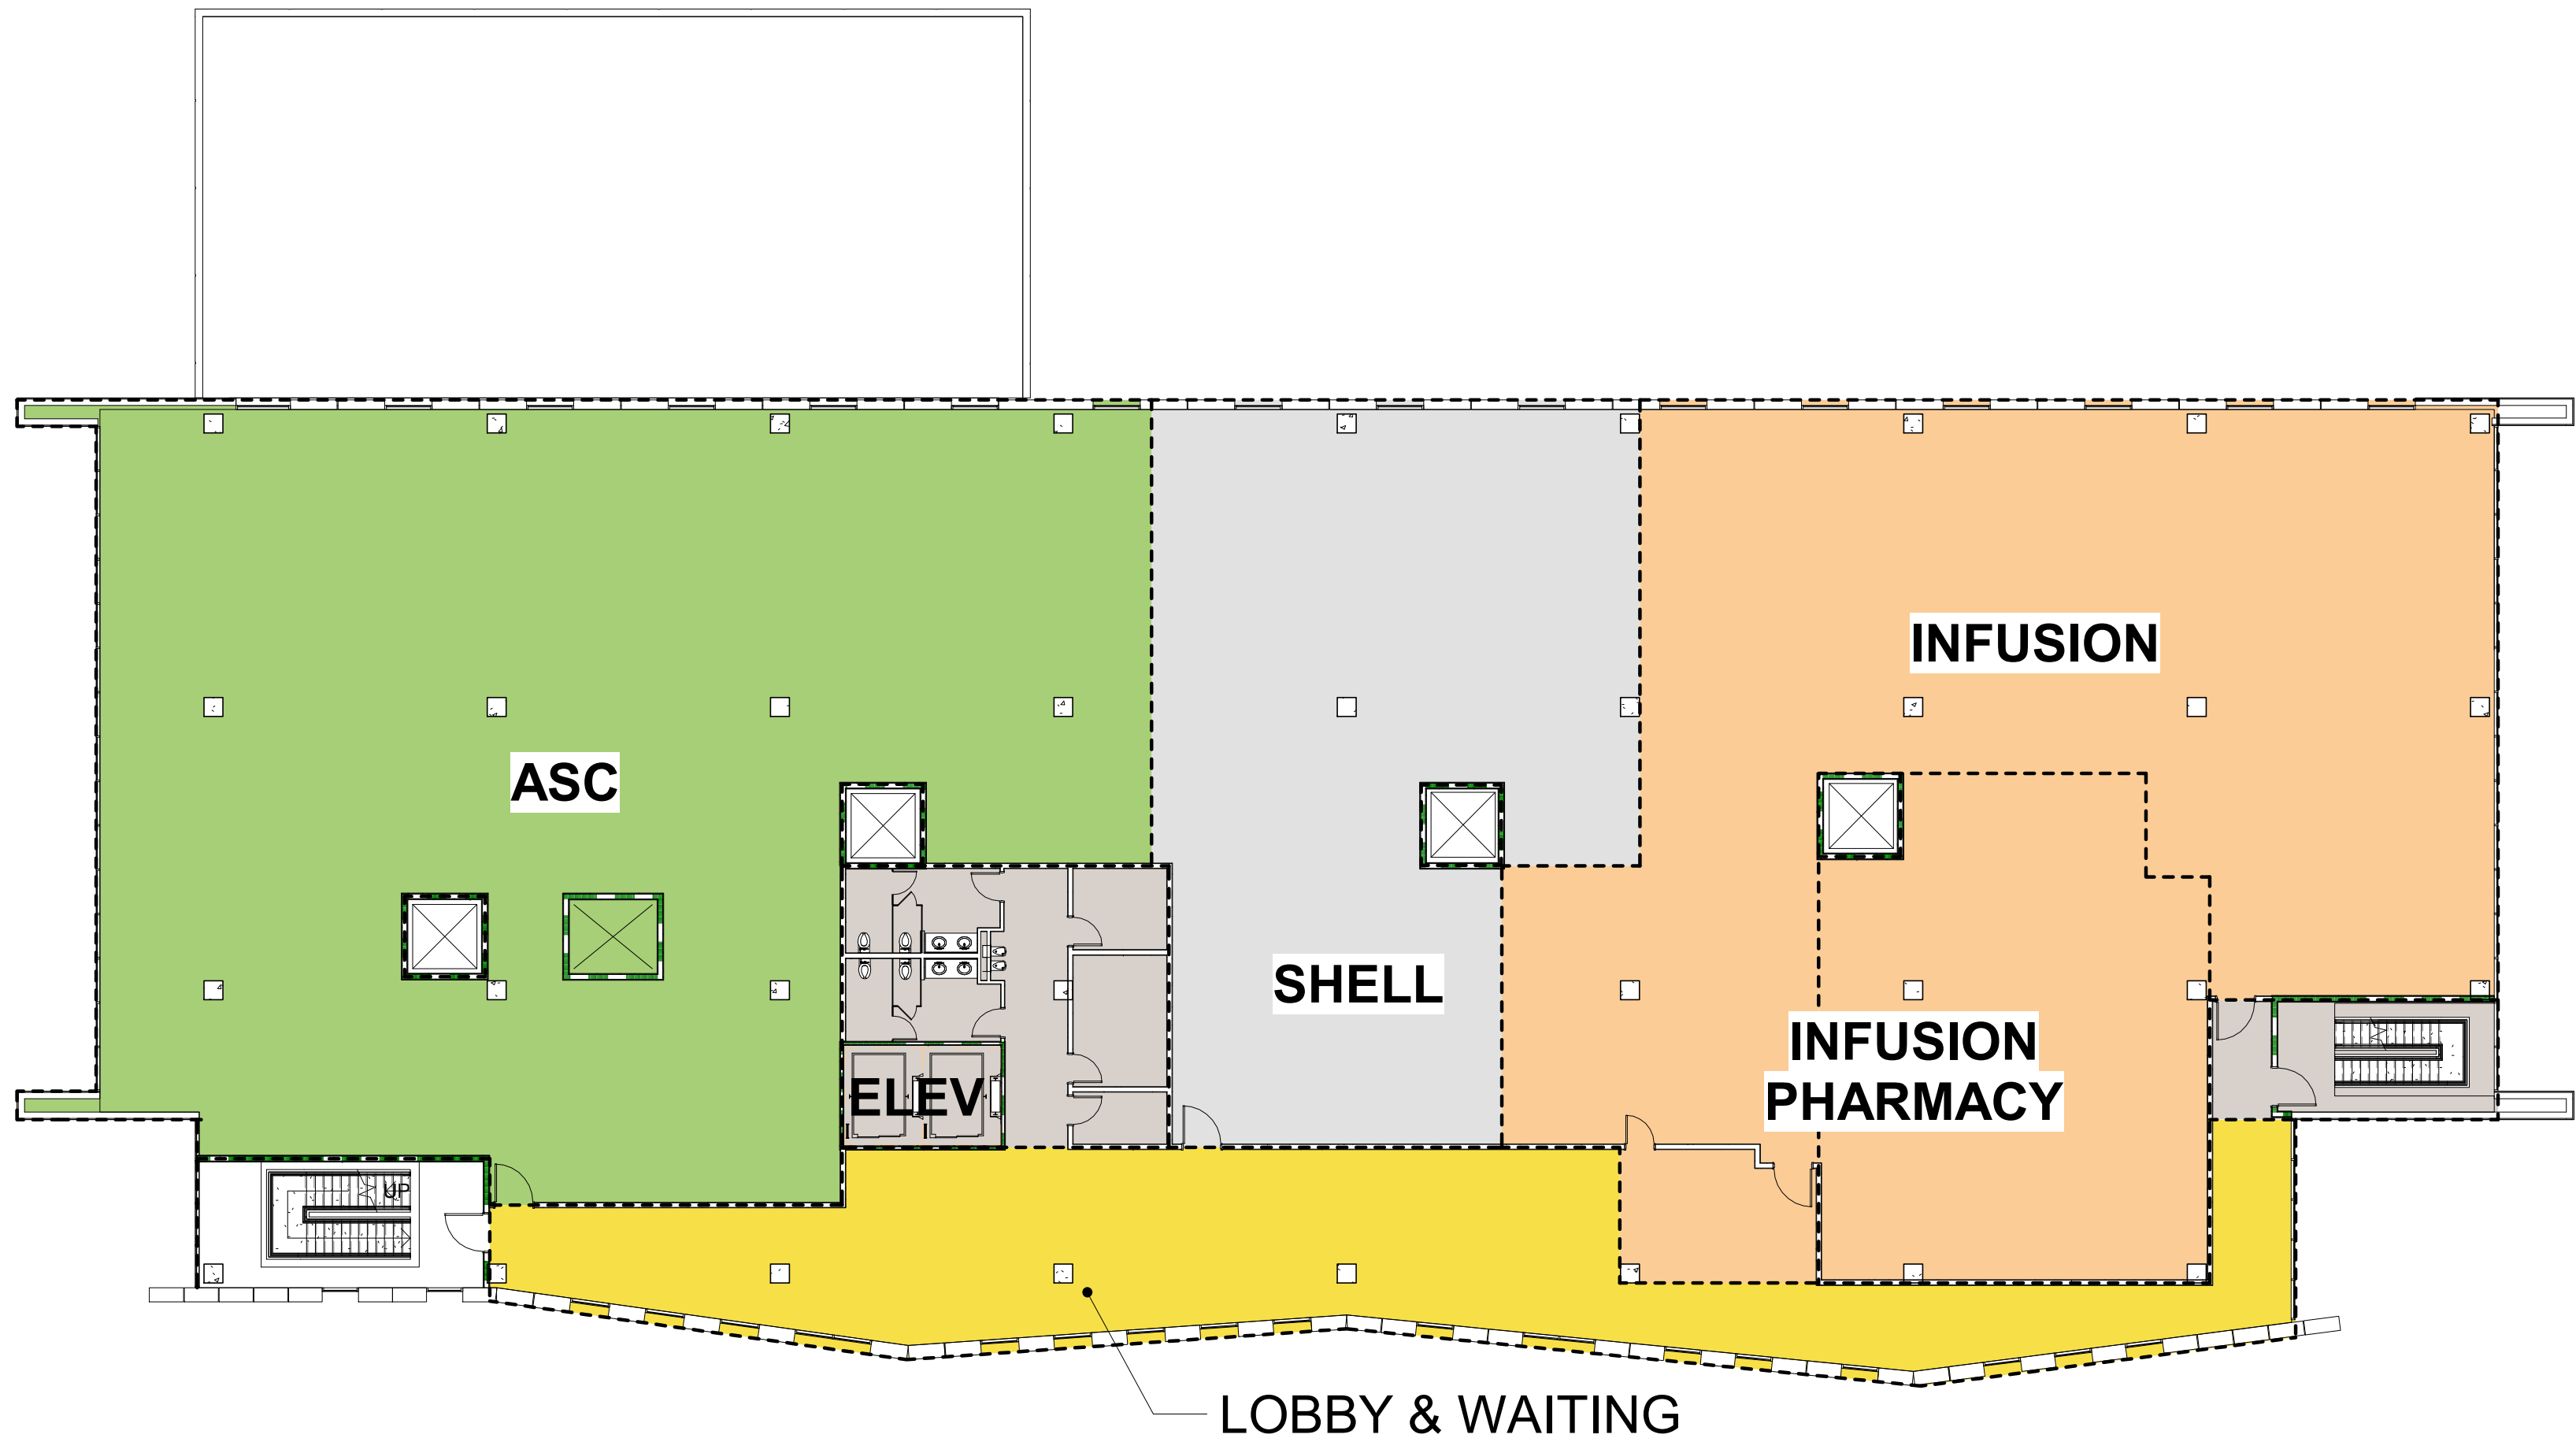 INFUSION
ASC
SHELL
INFUSION
PHARMACY
ELEV
UP
LOBBY & WAITING